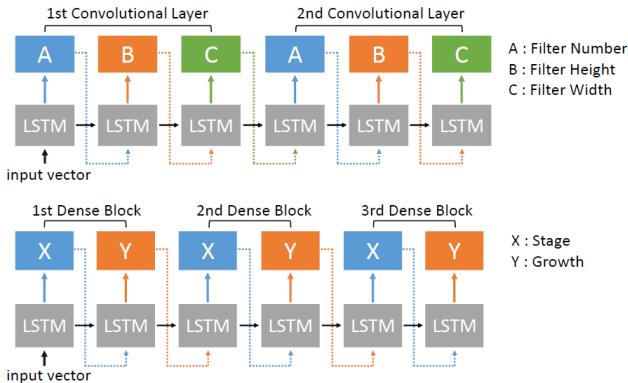 1st Convolutional Layer 2nd Convolutional Layer
A B C A B C
A : Filter Number
B : Filter Height
C : Filter Width
LSTM LSTM LSTM LSTM LSTM LSTM
input vector
1st Dense Block 2nd Dense Block 3rd Dense Block
X Y X Y X Y
X : Stage
Y : Growth
LSTM LSTM LSTM LSTM LSTM LSTM
input vector